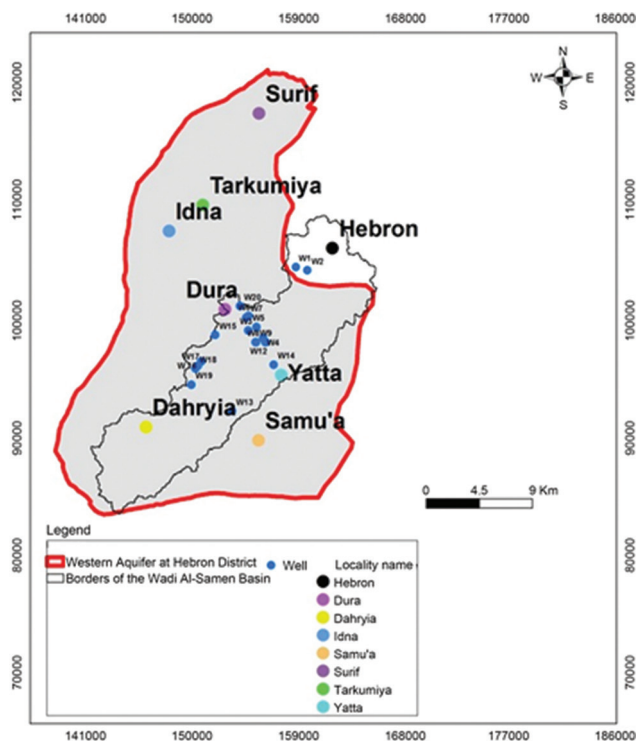 141000 150000 159000 168000 177000 186000
120000
110000
100000
90000
80000
70000
120000
110000
100000
90000
80000
70000
N
W E
S
Surif
Tarkumiya
Idna
Hebron
W1 W2
Dura
W20
W7
W5
W3
W15
W9
W4
W12
W14
W17
W18
W19
Yatta
W13
Dahryia
Samu'a
0 4.5 9 Km
Legend
Western Aquifer at Hebron District
Borders of the Wadi Al-Samen Basin
Well
Locality name
Hebron
Dura
Dahryia
Idna
Samu'a
Surif
Tarkumiya
Yatta
141000 150000 159000 168000 177000 186000